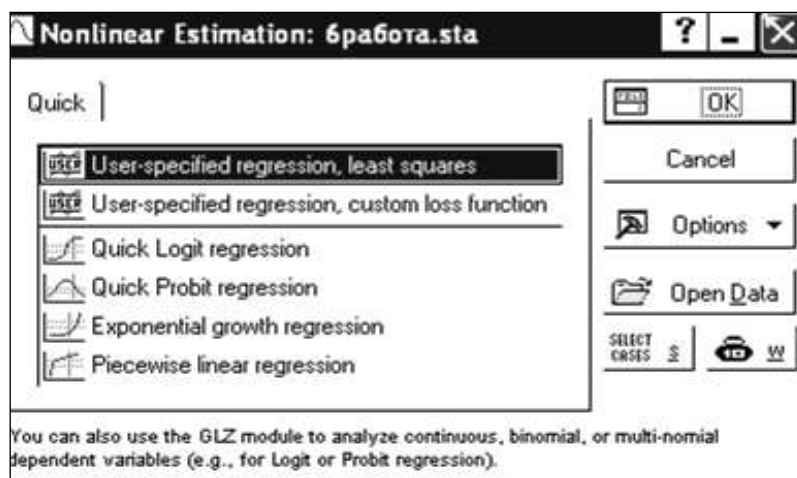 Nonlinear Estimation: 6работа.sta
? _
Quick
USER User-specified regression, least squares
USER User-specified regression, custom loss function
Quick Logit regression
Quick Probit regression
Exponential growth regression
Piecewise linear regression
OK
Cancel
Options
Open Data
SELECT CASES S W
You can also use the GLZ module to analyze continuous, binomial, or multi-nomial
dependent variables (e.g., for Logit or Probit regression).